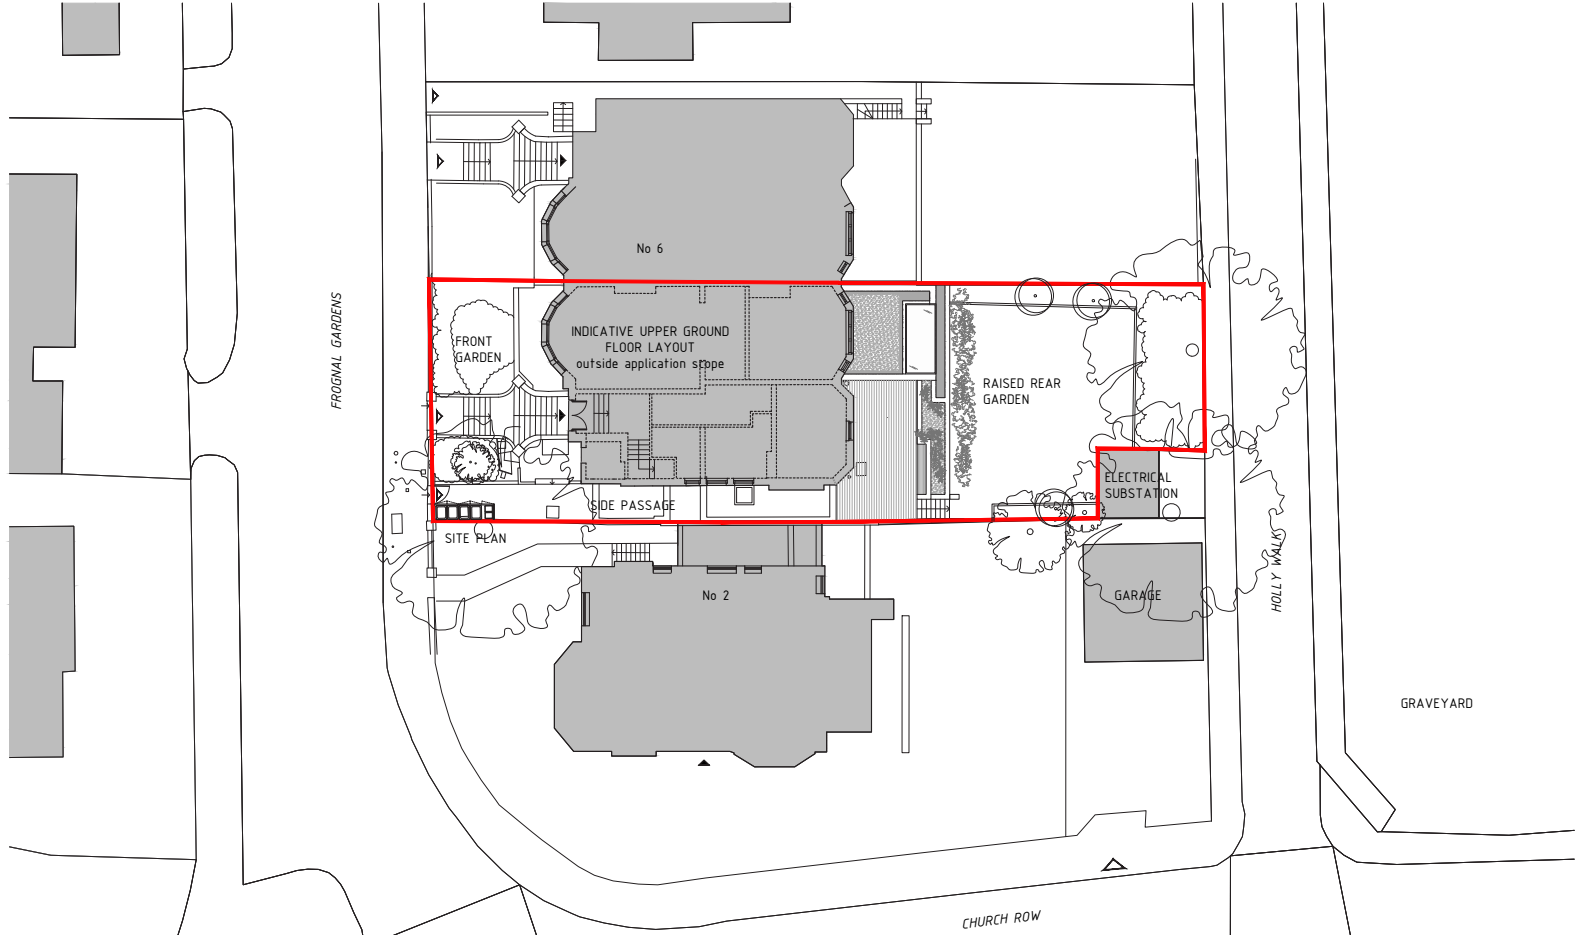 No 6
FROGNAL GARDENS
INDICATIVE UPPER GROUND
FLOOR LAYOUT
outside application scope
FRONT
GARDEN
RAISED REAR
GARDEN
ELECTRICAL
SUBSTATION
SIDE PASSAGE
SITE PLAN
HOLLY WALK
No 2
GARAGE
GRAVEYARD
CHURCH ROW